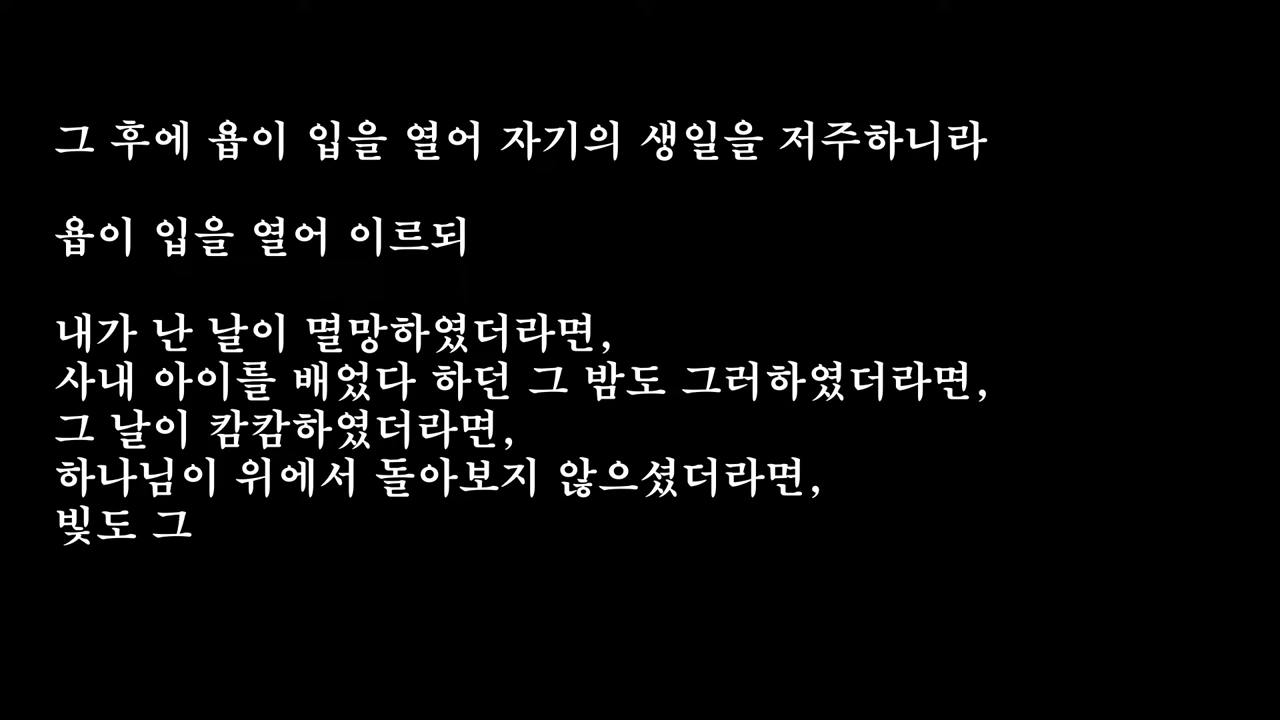 그 후에 욥이 입을 열어 자기의 생일을 저주하니라
욥이 입을 열어 이르되
내가 난 날이 멸망하였더라면,
사내 아이를 배었다 하던 그 밤도 그러하였더라면,
그 날이 캄캄하였더라면,
하나님이 위에서 돌아보지 않으셨더라면,
빛도 그